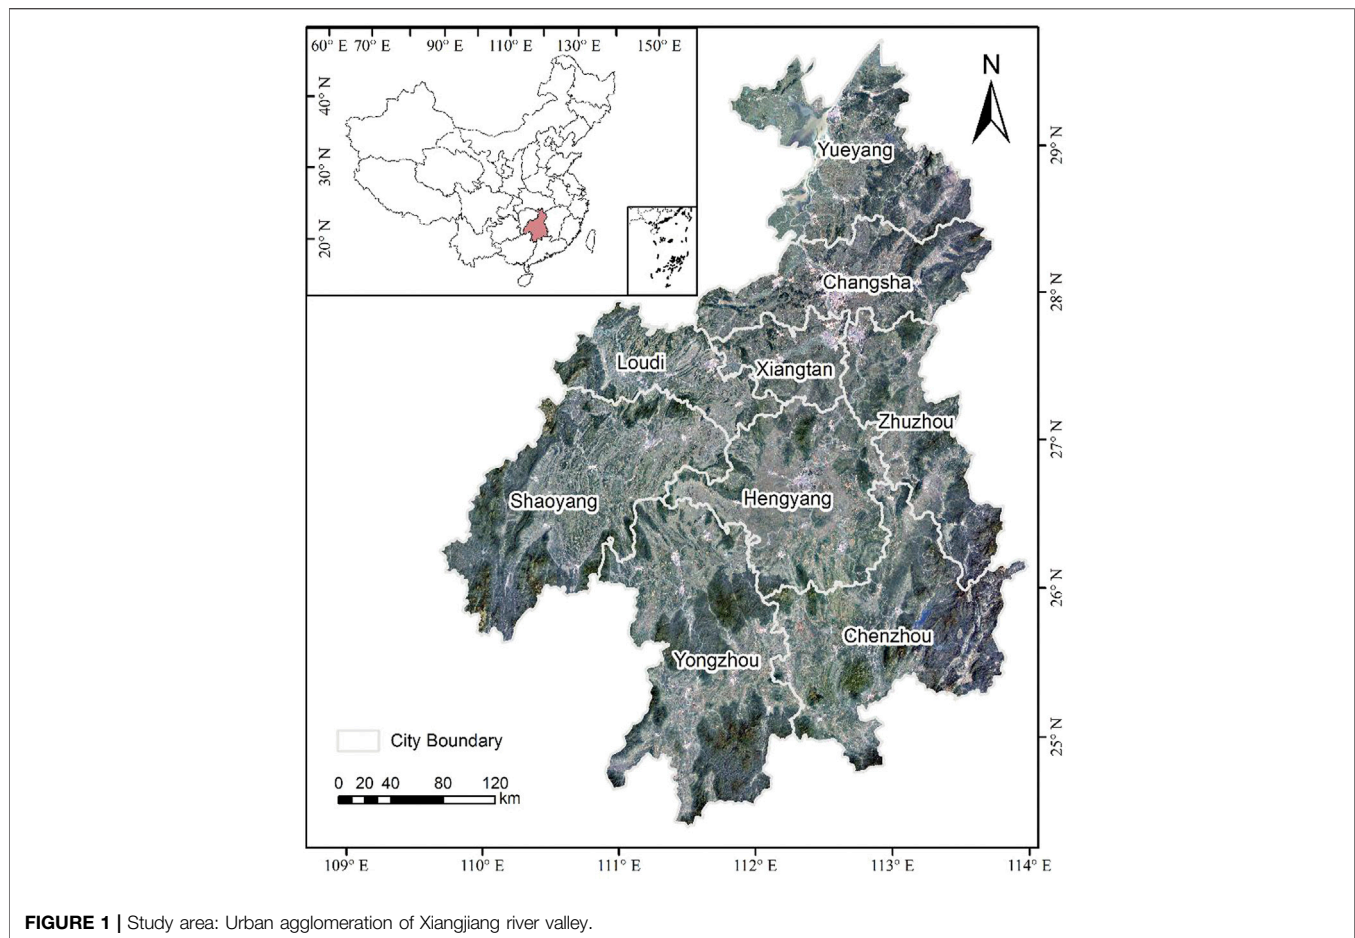 60° E 70° E 90° E 110° E 130° E 150° E
40° N
30° N
20° N
N
29° N
28° N
27° N
26° N
25° N
Yueyang
Changsha
Loudi
Xiangtan
Zhuzhou
Shaoyang
Hengyang
Chenzhou
Yongzhou
City Boundary
0 20 40 80 120
km
109° E 110° E 111° E 112° E 113° E 114° E
FIGURE 1 | Study area: Urban agglomeration of Xiangjiang river valley.